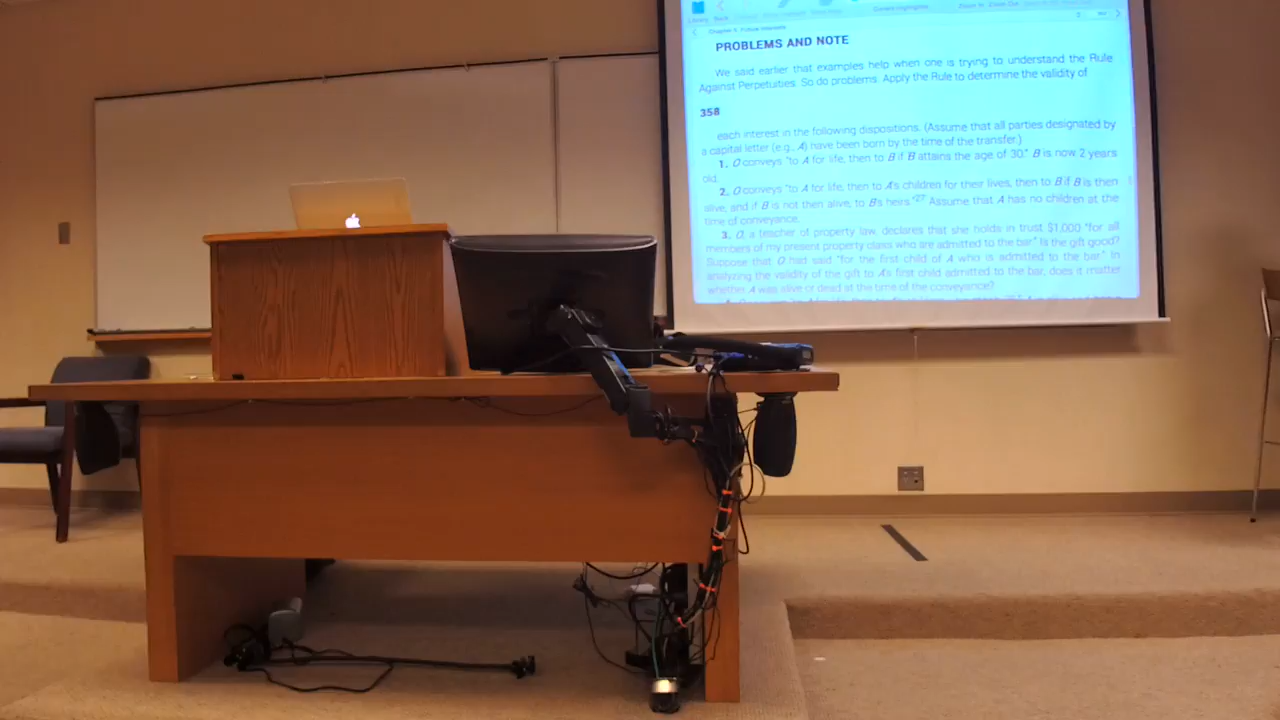 Library Back
Chapter 5. Future Interests
PROBLEMS AND NOTE
We said earlier that examples help when one is trying to understand the Rule
Against Perpetuities. So do problems. Apply the Rule to determine the validity of
358
each interest in the following dispositions. (Assume that all parties designated by
a capital letter (e.g., A) have been born by the time of the transfer.)
1. O conveys "to A for life, then to B if B attains the age of 30." B is now 2 years
old.
2. O conveys "to A for life, then to A's children for their lives, then to B if B is then
alive, and if B is not then alive, to B's heirs."27 Assume that A has no children at the
time of conveyance.
3. O, a teacher of property law, declares that she holds in trust $1,000 "for all
members of my present property class who are admitted to the bar." Is the gift good?
Suppose that O had said "for the first child of A who is admitted to the bar." In
analyzing the validity of the gift to A's first child admitted to the bar, does it matter
whether A was alive or dead at the time of the conveyance?